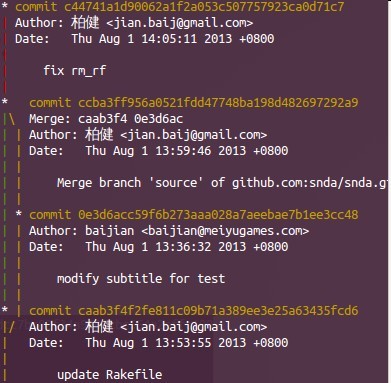 * commit c44741a1d90062a1f2a053c507757923ca0d71c7
| Author: 柏健 <jian.baij@gmail.com>
| Date:   Thu Aug 1 14:05:11 2013 +0800
|
|     fix rm_rf
|
*   commit ccba3ff956a0521fdd47748ba198d482697292a9
|\  Merge: caab3f4 0e3d6ac
| | Author: 柏健 <jian.baij@gmail.com>
| | Date:   Thu Aug 1 13:59:46 2013 +0800
| |
| |     Merge branch 'source' of github.com:snda/snda.g
| |
| * commit 0e3d6acc59f6b273aaa028a7aeebae7b1ee3cc48
| | Author: baijian <baijian@meiyugames.com>
| | Date:   Thu Aug 1 13:36:32 2013 +0800
| |
| |     modify subtitle for test
| |
* | commit caab3f4f2fe811c09b71a389ee3e25a63435fcd6
|/  Author: 柏健 <jian.baij@gmail.com>
|   Date:   Thu Aug 1 13:53:55 2013 +0800
|
|       update Rakefile